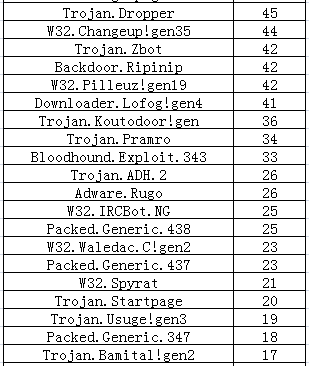 Trojan.Dropper 45
W32.Changeup!gen35 44
Trojan.Zbot 42
Backdoor.Ripinip 42
W32.Pilleuz!gen19 42
Downloader.Lofog!gen4 41
Trojan.Koutodoor!gen 36
Trojan.Pramro 34
Bloodhound.Exploit.343 33
Trojan.ADH.2 26
Adware.Rugo 26
W32.IRCBot.NG 25
Packed.Generic.438 25
W32.Waledac.C!gen2 23
Packed.Generic.437 23
W32.Spyrat 21
Trojan.Startpage 20
Trojan.Usuge!gen3 19
Packed.Generic.347 18
Trojan.Bamital!gen2 17